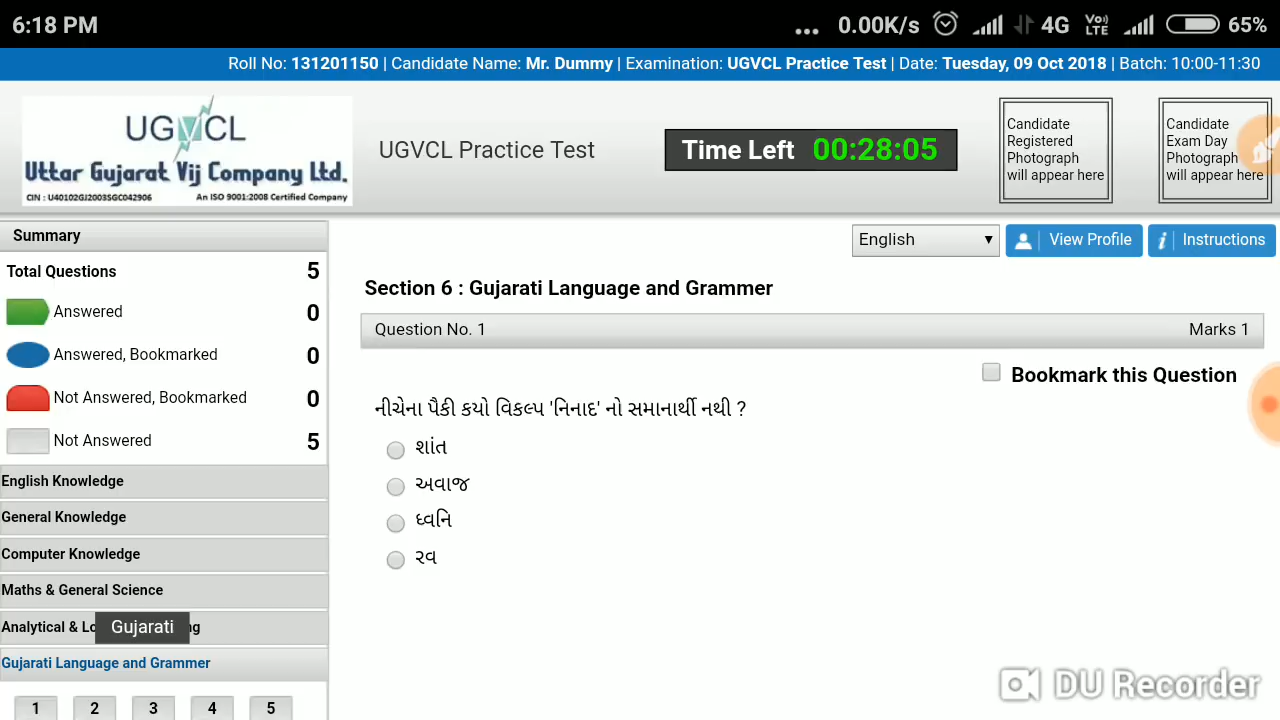 6:18 PM
... 0.00K/s 4G Vo)) LTE 65%
Roll No: 131201150 | Candidate Name: Mr. Dummy | Examination: UGVCL Practice Test | Date: Tuesday, 09 Oct 2018 | Batch: 10:00-11:30
UGVCL
Uttar Gujarat Vij Company Ltd.
CIN : U40102GJ2003SGC042906 An ISO 9001:2008 Certified Company
UGVCL Practice Test
Time Left 00:28:05
Candidate
Registered
Photograph
will appear here
Candidate
Exam Day
Photograph
will appear here
Summary
Total Questions 5
Answered 0
Answered, Bookmarked 0
Not Answered, Bookmarked 0
Not Answered 5
English Knowledge
General Knowledge
Computer Knowledge
Maths & General Science
Analytical & Lo ng
Gujarati
Gujarati Language and Grammer
1 2 3 4 5
English View Profile Instructions
Section 6 : Gujarati Language and Grammer
Question No. 1 Marks 1
Bookmark this Question
નીચેના પૈકી કયો વિકલ્પ 'નિનાદ' નો સમાનાર્થી નથી ?
શાંત
અવાજ
ધ્વનિ
રવ
DU Recorder